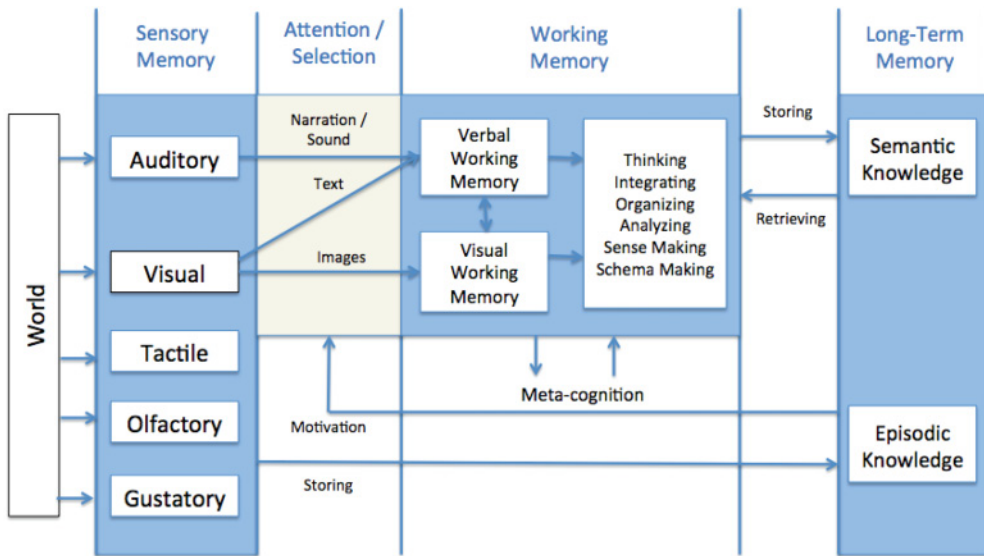 Sensory
Memory
Attention /
Selection
Working
Memory
Long-Term
Memory
World
Auditory
Visual
Tactile
Olfactory
Gustatory
Narration /
Sound
Text
Images
Verbal
Working
Memory
Visual
Working
Memory
Thinking
Integrating
Organizing
Analyzing
Sense Making
Schema Making
Storing
Retrieving
Semantic
Knowledge
Meta-cognition
Motivation
Storing
Episodic
Knowledge